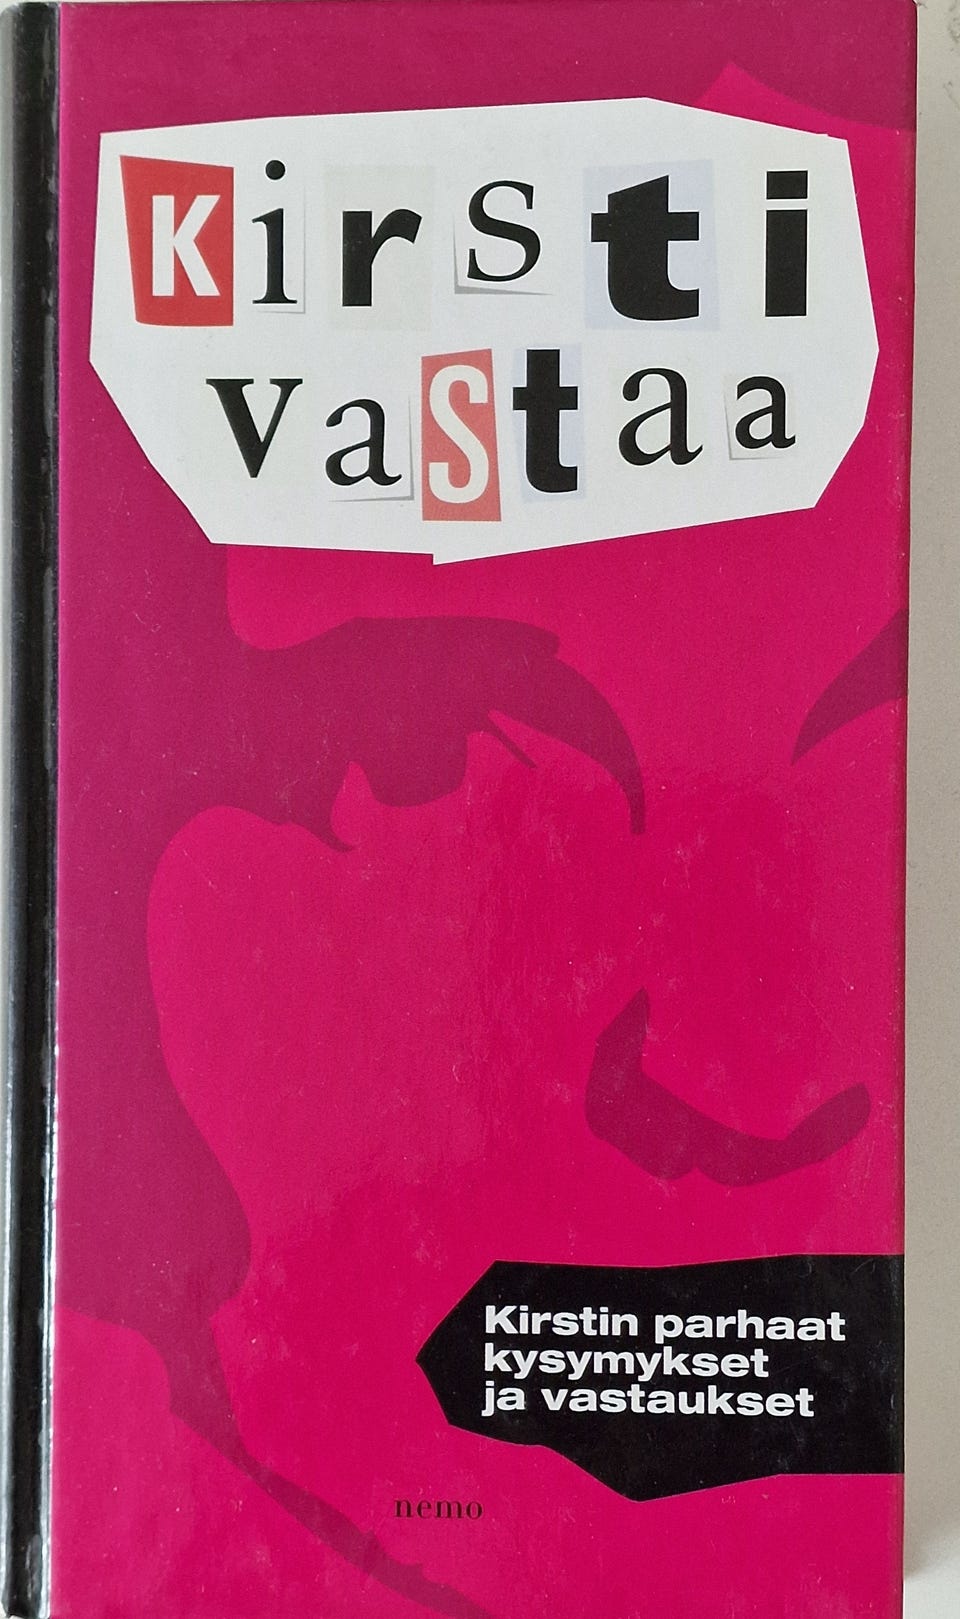 Kirsti
vastaa
Kirstin parhaat
kysymykset
ja vastaukset
nemo